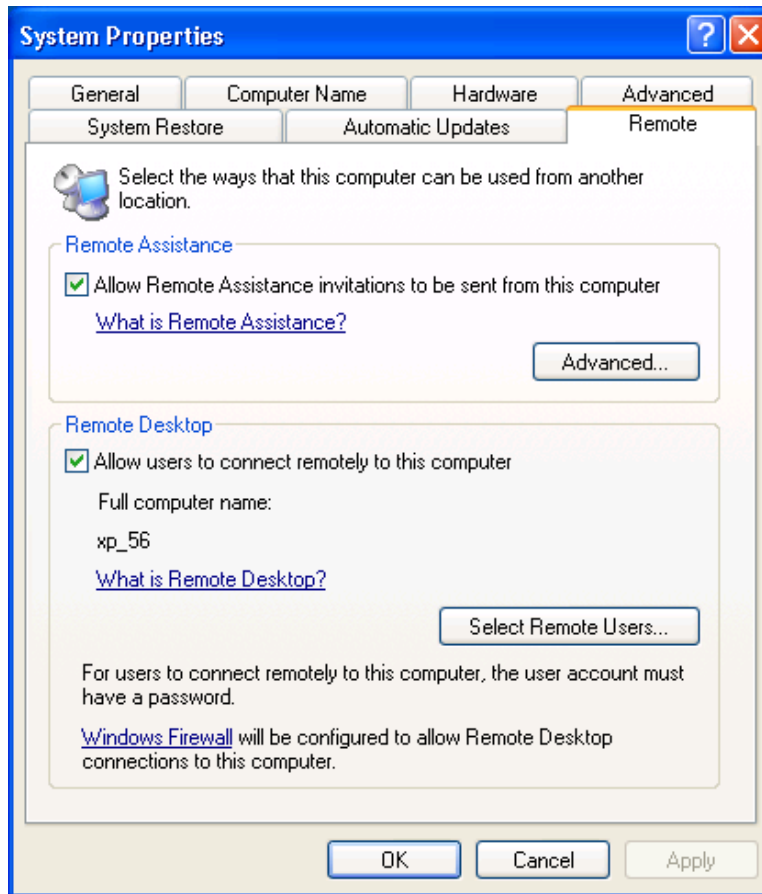 System Properties
General Computer Name Hardware Advanced
System Restore Automatic Updates Remote
Select the ways that this computer can be used from another
location.
Remote Assistance
Allow Remote Assistance invitations to be sent from this computer
What is Remote Assistance?
Advanced...
Remote Desktop
Allow users to connect remotely to this computer
Full computer name:
xp_56
What is Remote Desktop?
Select Remote Users...
For users to connect remotely to this computer, the user account must
have a password.
Windows Firewall will be configured to allow Remote Desktop
connections to this computer.
OK Cancel Apply